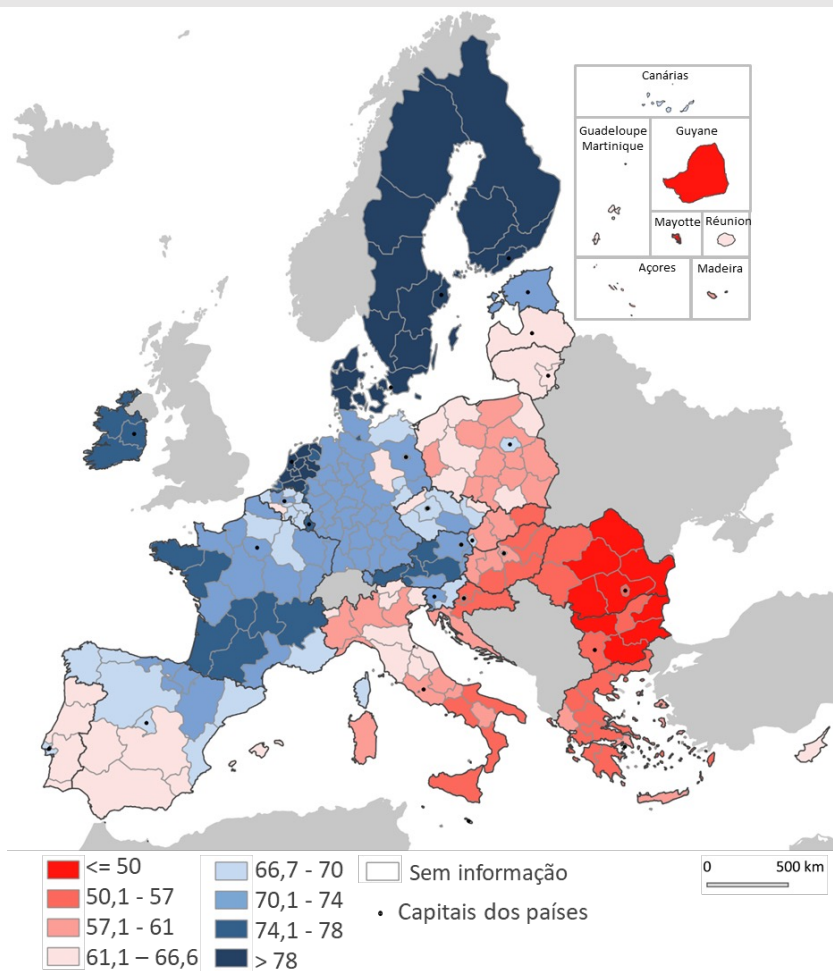 Canárias
Guadeloupe
Martinique
Guyane
Mayotte
Réunion
Açores
Madeira
<= 50
50,1 - 57
57,1 - 61
61,1 – 66,6
66,7 - 70
70,1 - 74
74,1 - 78
> 78
Sem informação
• Capitais dos países
0 500 km